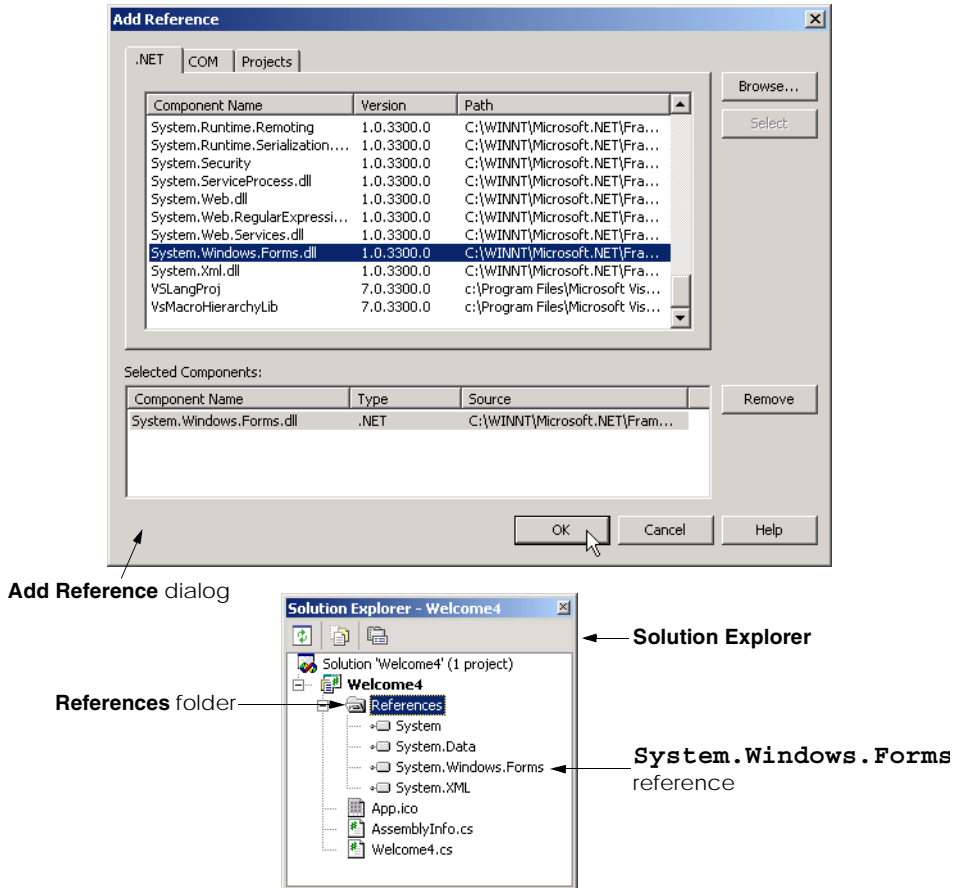 Add Reference
.NET COM Projects
Browse...
Select
Component Name Version Path
System.Runtime.Remoting 1.0.3300.0 C:\WINNT\Microsoft.NET\Fra...
System.Runtime.Serialization.... 1.0.3300.0 C:\WINNT\Microsoft.NET\Fra...
System.Security 1.0.3300.0 C:\WINNT\Microsoft.NET\Fra...
System.ServiceProcess.dll 1.0.3300.0 C:\WINNT\Microsoft.NET\Fra...
System.Web.dll 1.0.3300.0 C:\WINNT\Microsoft.NET\Fra...
System.Web.RegularExpressi... 1.0.3300.0 C:\WINNT\Microsoft.NET\Fra...
System.Web.Services.dll 1.0.3300.0 C:\WINNT\Microsoft.NET\Fra...
System.Windows.Forms.dll 1.0.3300.0 C:\WINNT\Microsoft.NET\Fra...
System.Xml.dll 1.0.3300.0 C:\WINNT\Microsoft.NET\Fra...
VSLangProj 7.0.3300.0 c:\Program Files\Microsoft Vis...
VsMacroHierarchyLib 7.0.3300.0 c:\Program Files\Microsoft Vis...
Selected Components:
Component Name Type Source
Remove
System.Windows.Forms.dll .NET C:\WINNT\Microsoft.NET\Fram...
OK Cancel Help
Add Reference dialog
Solution Explorer - Welcome4
Solution Explorer
Solution 'Welcome4' (1 project)
Welcome4
References folder
References
System
System.Data
System.Windows.Forms
System.Windows.Forms
reference
System.XML
App.ico
AssemblyInfo.cs
Welcome4.cs